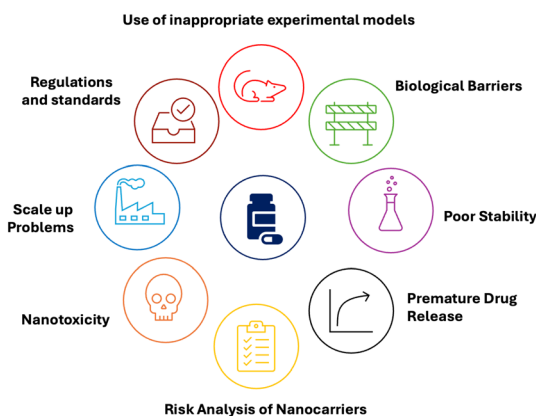 Use of inappropriate experimental models
Regulations
and standards
Biological Barriers
Scale up
Problems
Poor Stability
Nanotoxicity
Premature Drug
Release
Risk Analysis of Nanocarriers